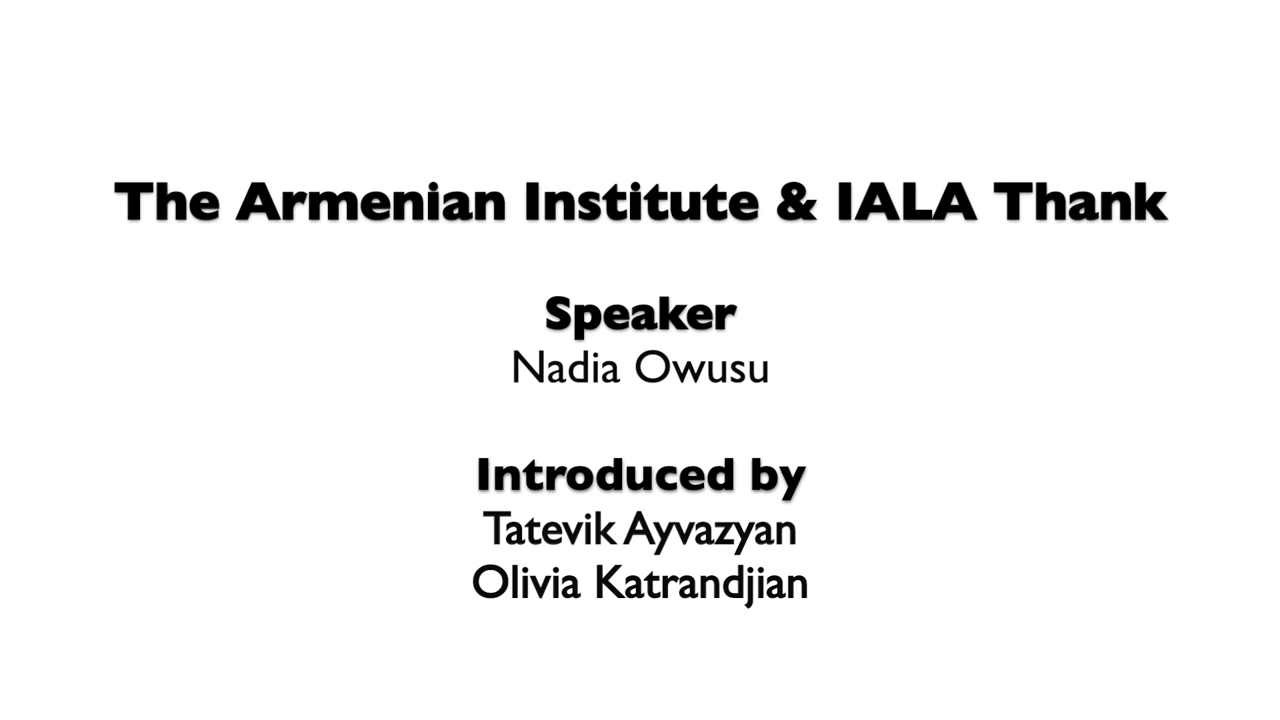 The Armenian Institute & IALA Thank
Speaker
Nadia Owusu
Introduced by
Tatevik Ayvazyan
Olivia Katrandjian